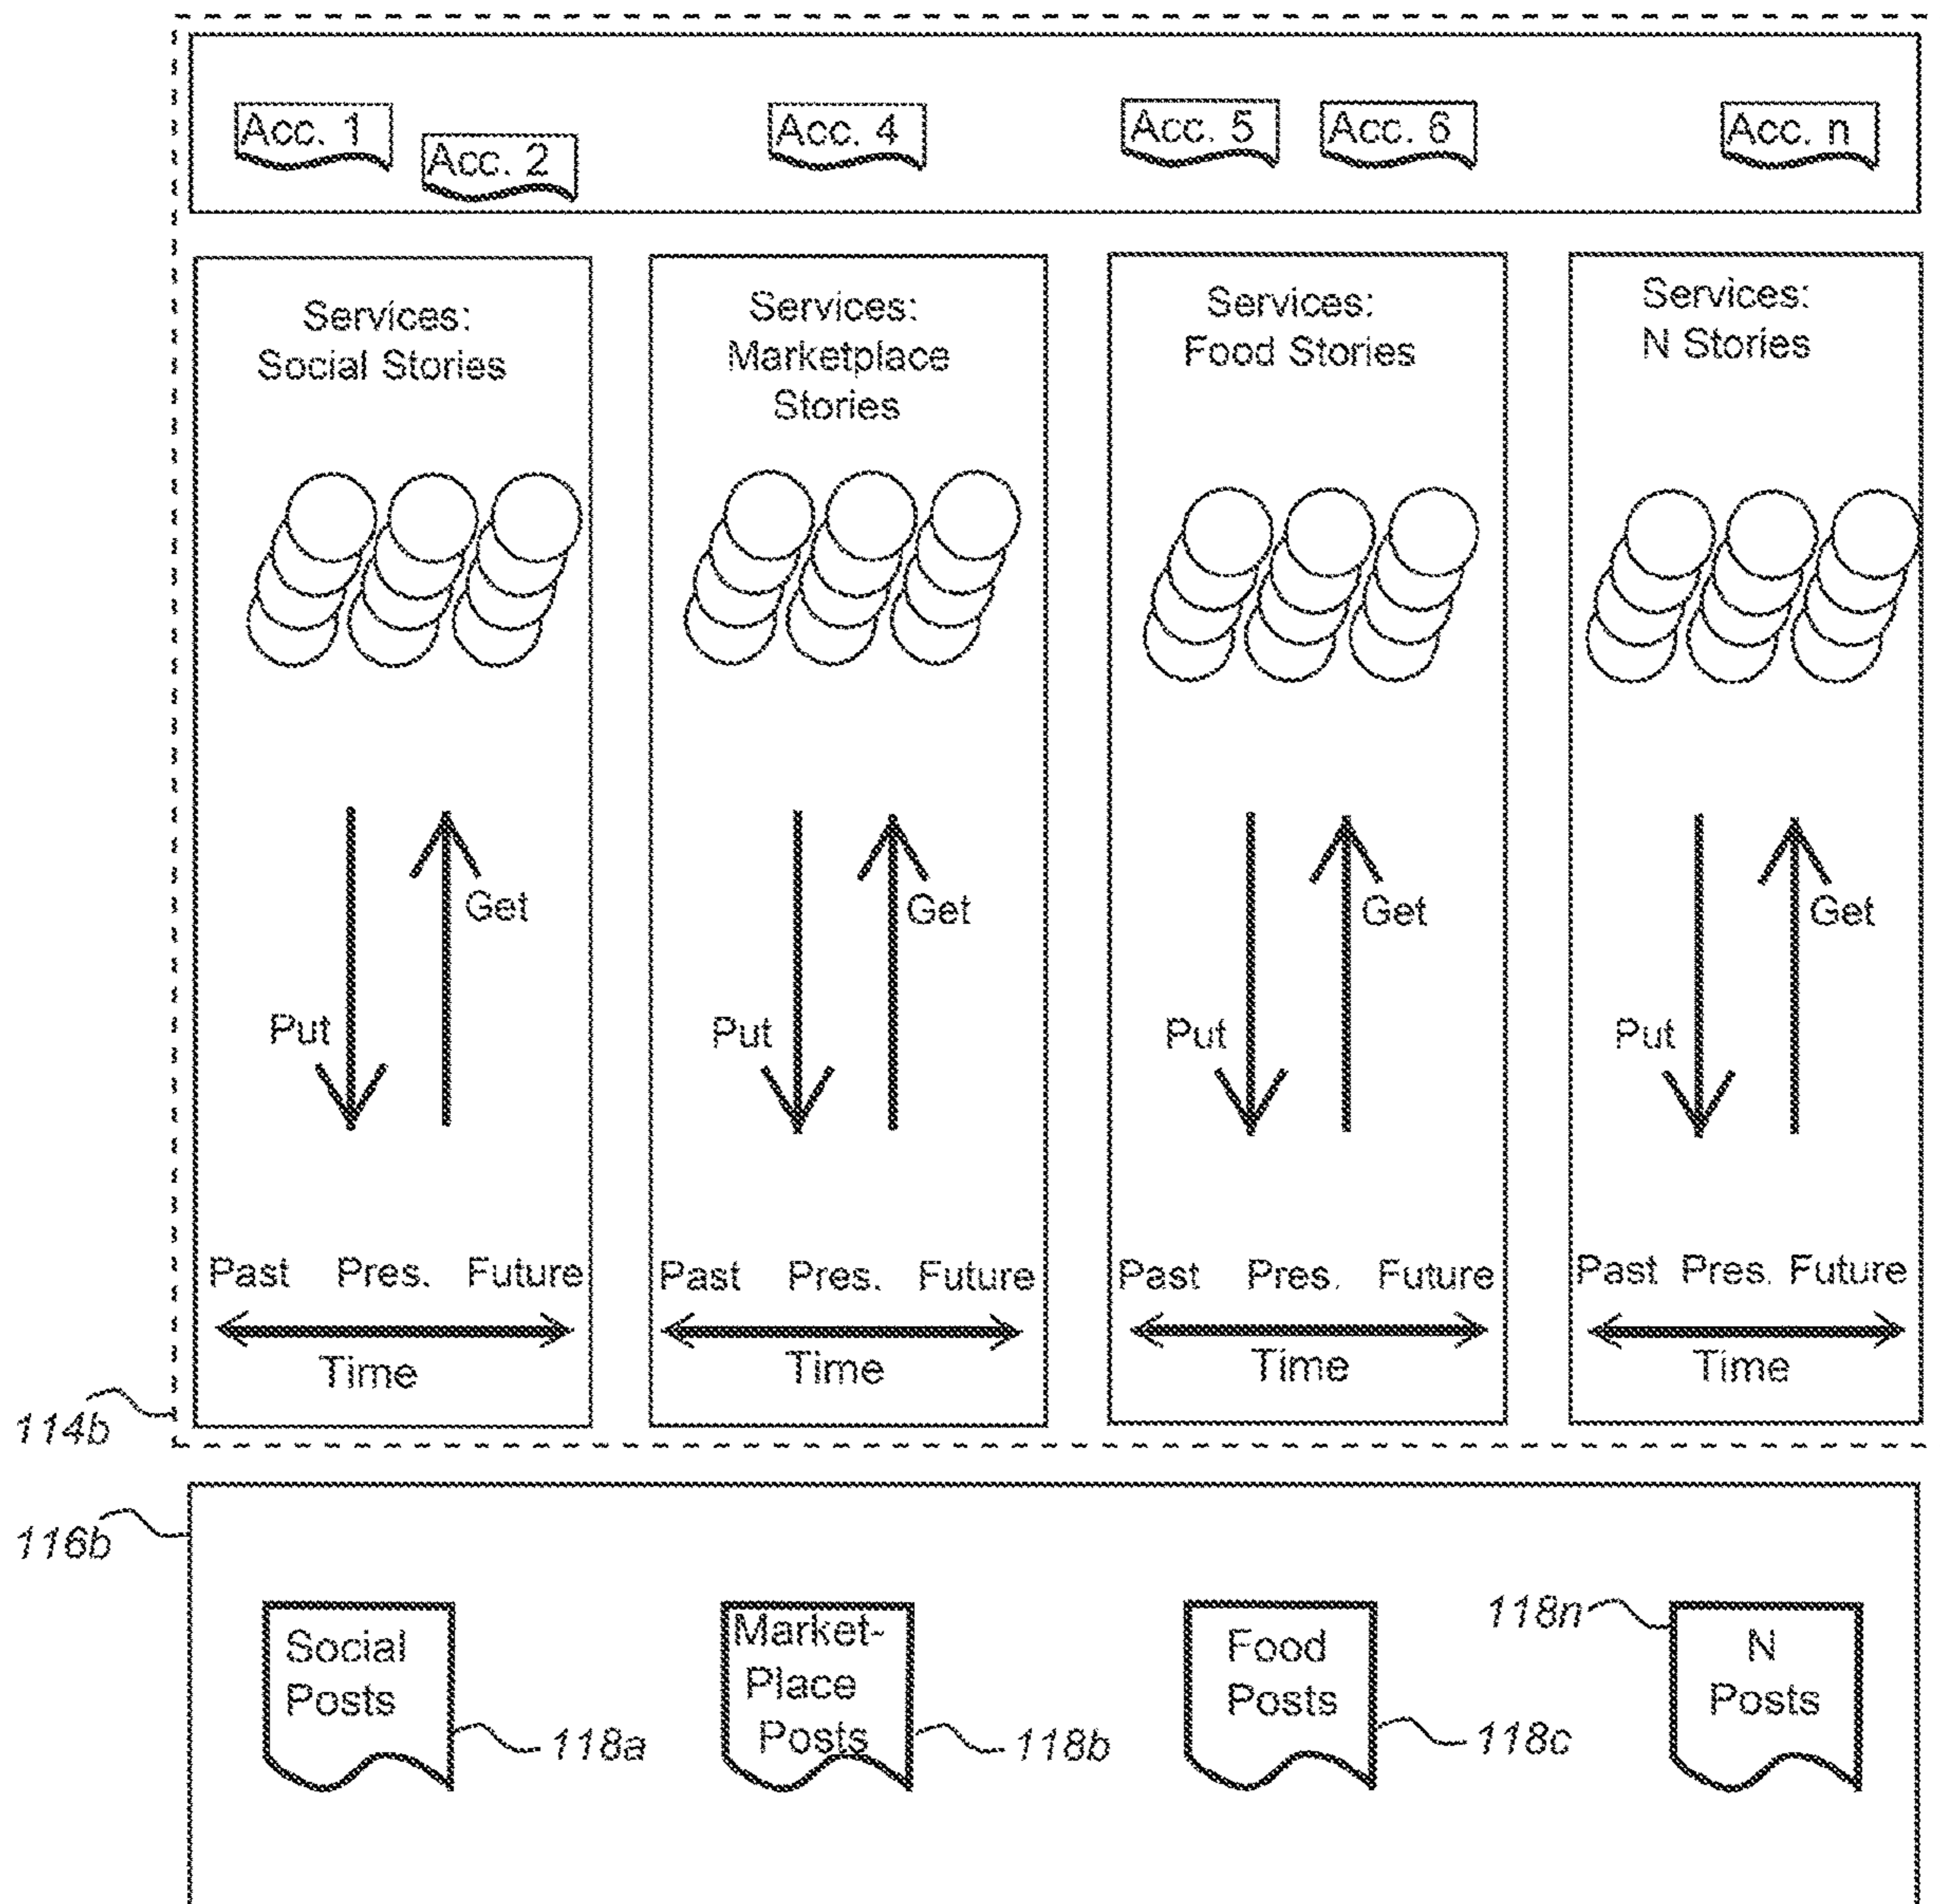 Acc. 1
Acc. 2
Acc. 4
Acc. 5
Acc. 6
Acc. n
Services:
Social Stories
Services:
Marketplace
Stories
Services:
Food Stories
Services:
N Stories
Get
Put
Get
Put
Get
Put
Get
Put
Past Pres. Future
Time
Past Pres. Future
Time
Past Pres. Future
Time
Past Pres. Future
Time
114b
116b
Social
Posts
118a
Market-
Place
Posts
118b
Food
Posts
118c
118n
N
Posts